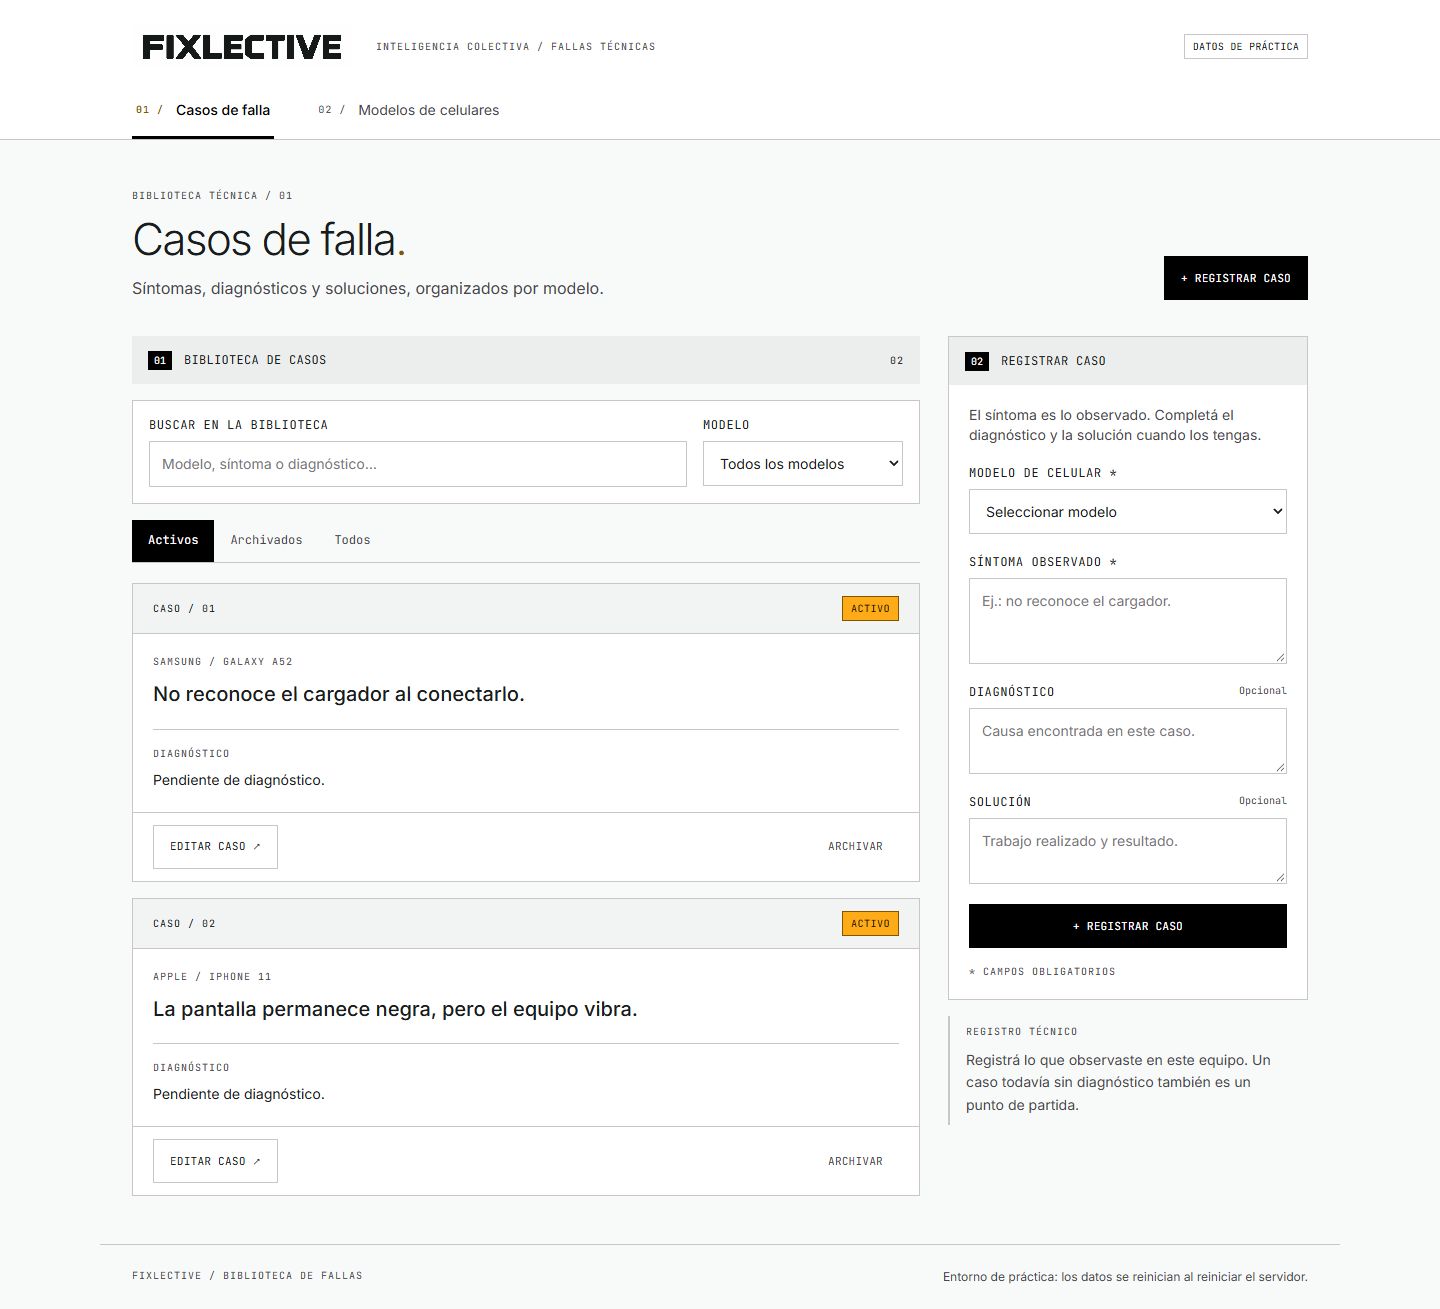 FIXLECTIVE
INTELIGENCIA COLECTIVA / FALLAS TÉCNICAS
DATOS DE PRÁCTICA
01 / Casos de falla
02 / Modelos de celulares
BIBLIOTECA TÉCNICA / 01
Casos de falla.
Síntomas, diagnósticos y soluciones, organizados por modelo.
+ REGISTRAR CASO
01 BIBLIOTECA DE CASOS
02
BUSCAR EN LA BIBLIOTECA
Modelo, síntoma o diagnóstico...
MODELO
Todos los modelos
Activos
Archivados
Todos
CASO / 01
ACTIVO
SAMSUNG / GALAXY A52
No reconoce el cargador al conectarlo.
DIAGNÓSTICO
Pendiente de diagnóstico.
EDITAR CASO ↗
ARCHIVAR
CASO / 02
ACTIVO
APPLE / IPHONE 11
La pantalla permanece negra, pero el equipo vibra.
DIAGNÓSTICO
Pendiente de diagnóstico.
EDITAR CASO ↗
ARCHIVAR
02 REGISTRAR CASO
El síntoma es lo observado. Completá el
diagnóstico y la solución cuando los tengas.
MODELO DE CELULAR *
Seleccionar modelo
SÍNTOMA OBSERVADO *
Ej.: no reconoce el cargador.
DIAGNÓSTICO
Opcional
Causa encontrada en este caso.
SOLUCIÓN
Opcional
Trabajo realizado y resultado.
+ REGISTRAR CASO
* CAMPOS OBLIGATORIOS
REGISTRO TÉCNICO
Registrá lo que observaste en este equipo. Un
caso todavía sin diagnóstico también es un
punto de partida.
FIXLECTIVE / BIBLIOTECA DE FALLAS
Entorno de práctica: los datos se reinician al reiniciar el servidor.